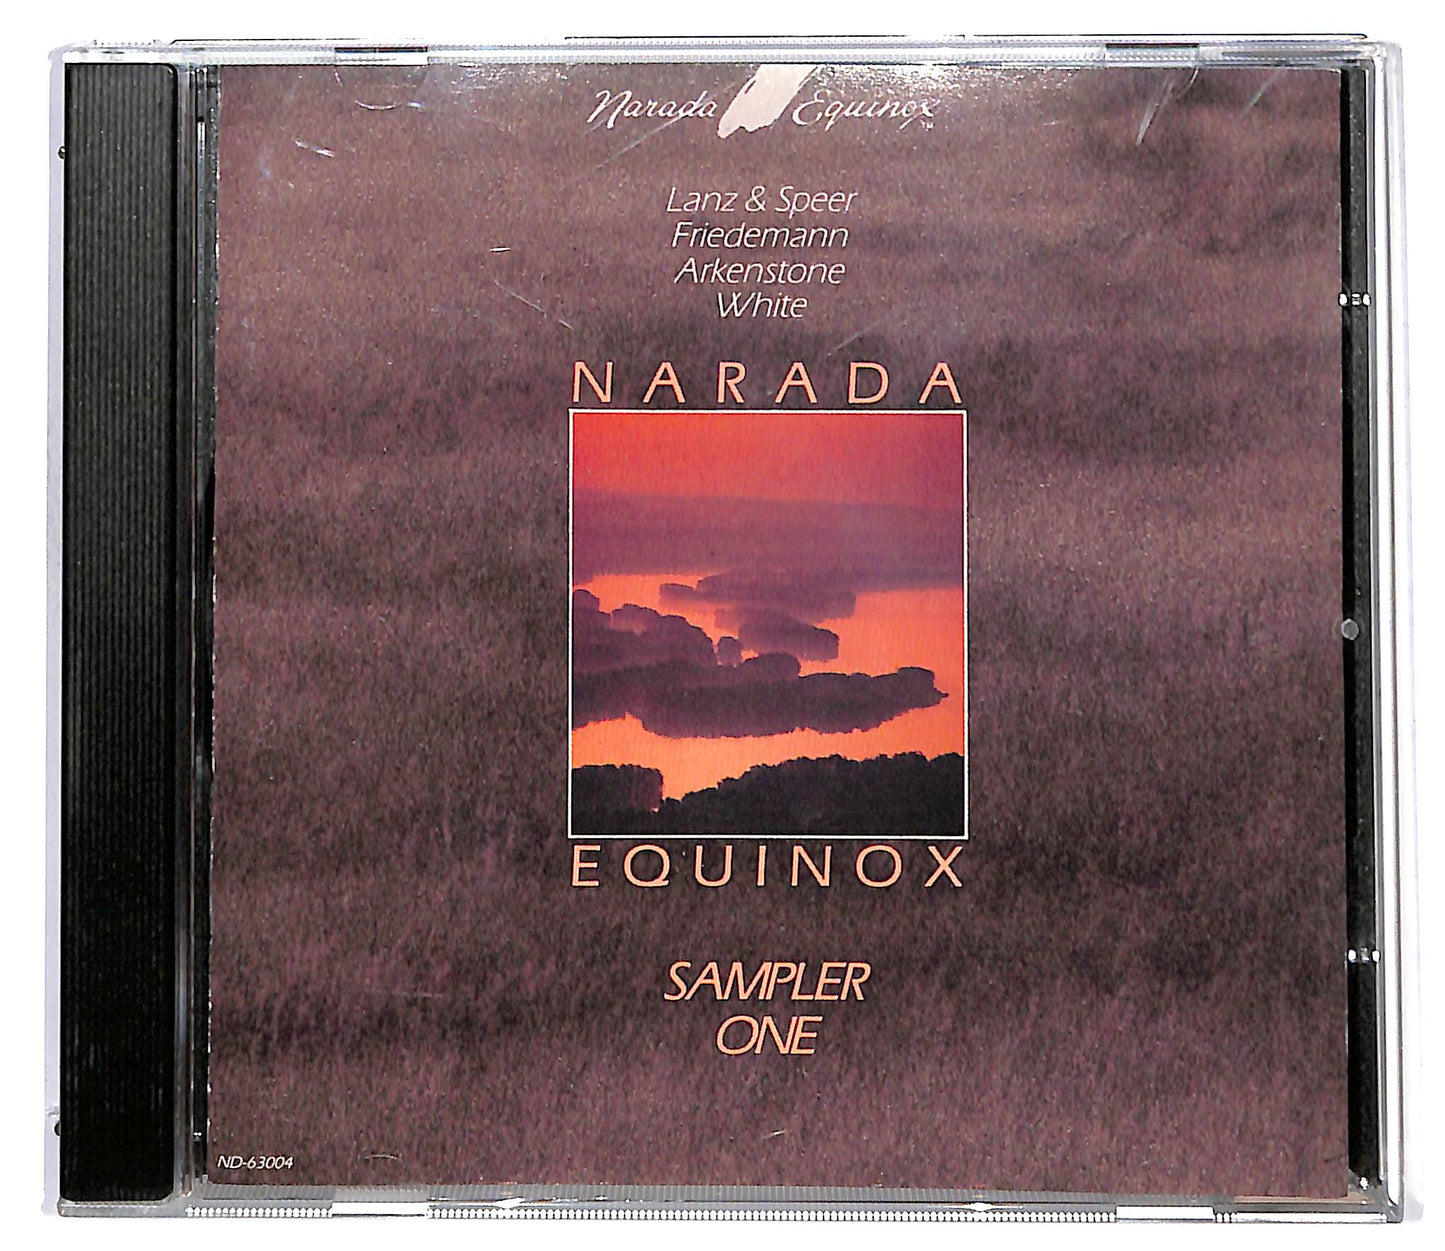 Narada Equinox
Lanz & Speer
Friedemann
Arkenstone
White
NARADA
EQUINOX
SAMPLER
ONE
ND-63004